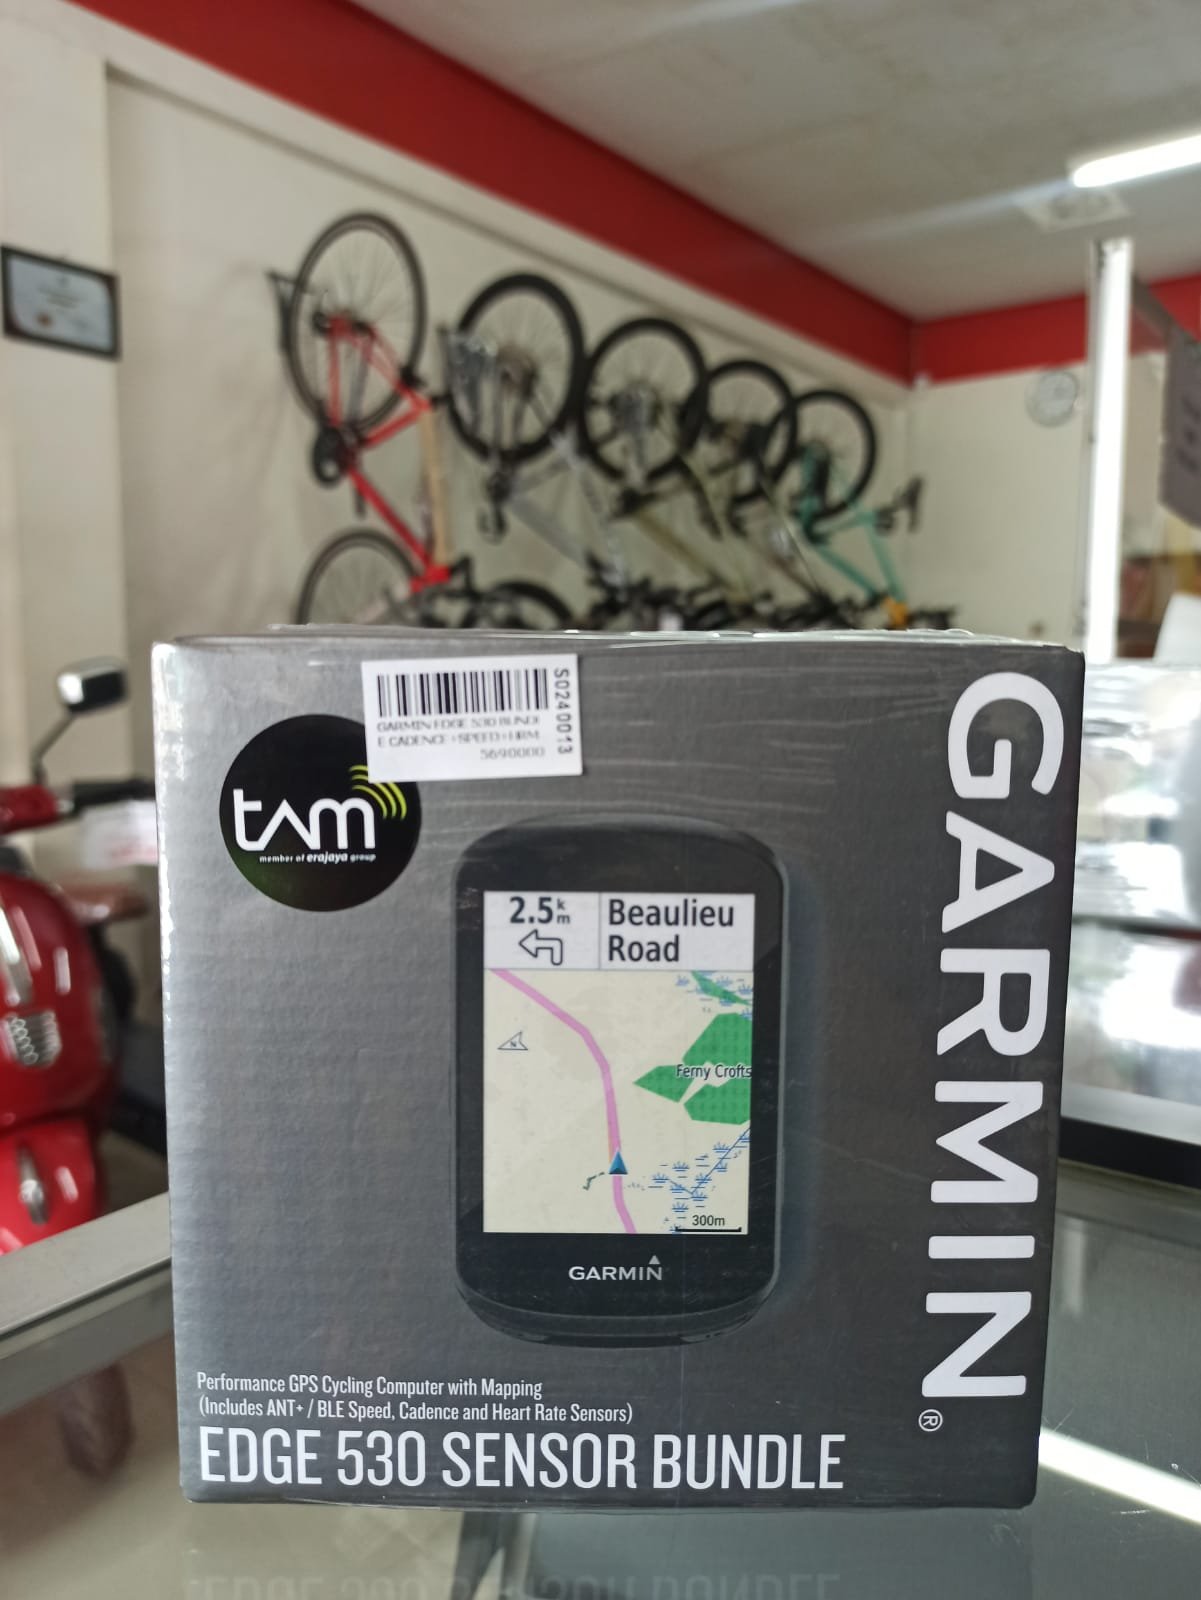 S0240013
GARMIN EDGE 530 BUNDL
E CADENCE+SPEED+HRM
5690000
tam
member of erajaya group
GARMIN®
2.5km
Beaulieu
Road
N
Ferny Crofts
300m
GARMIN
Performance GPS Cycling Computer with Mapping
(Includes ANT+ / BLE Speed, Cadence and Heart Rate Sensors)
EDGE 530 SENSOR BUNDLE